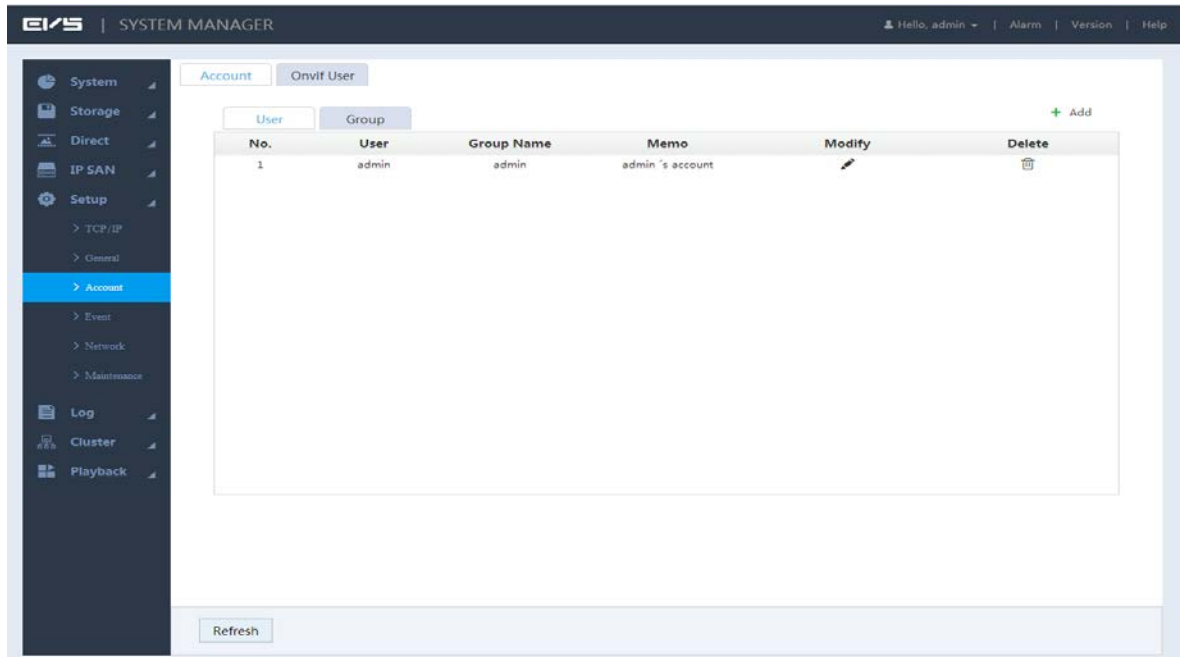 EVS | SYSTEM MANAGER
Hello, admin | Alarm | Version | Help
System
Storage
Direct
IP SAN
Setup
> TCP/IP
> General
> Account
> Event
> Network
> Maintenance
Log
Cluster
Playback
Account Onvif User
User Group
+ Add
No. User Group Name Memo Modify Delete
1 admin admin admin 's account
Refresh